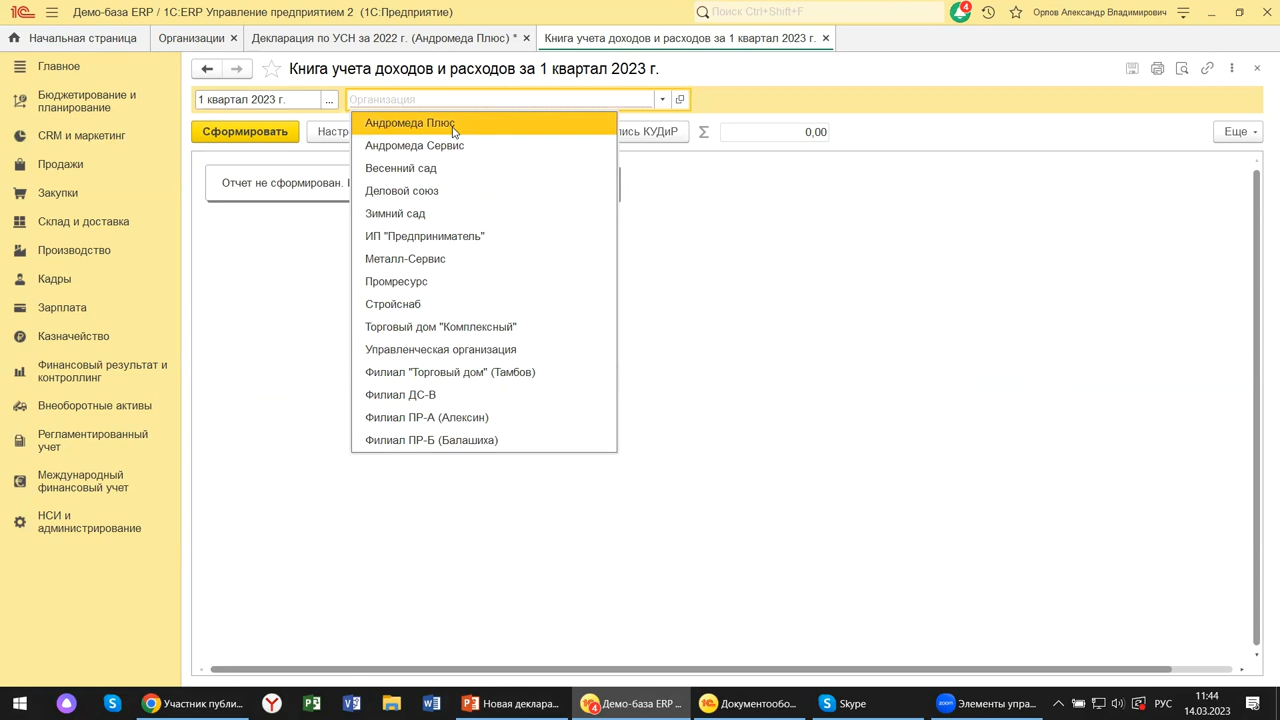 Демо-база ERP / 1С:ERP Управление предприятием 2 (1С:Предприятие)
Поиск Ctrl+Shift+F
4
Орлов Александр Владимирович
Начальная страница
Организации ×
Декларация по УСН за 2022 г. (Андромеда Плюс) * ×
Книга учета доходов и расходов за 1 квартал 2023 г. ×
Главное
Бюджетирование и
планирование
CRM и маркетинг
Продажи
Закупки
Склад и доставка
Производство
Кадры
Зарплата
Казначейство
Финансовый результат и
контроллинг
Внеоборотные активы
Регламентированный
учет
Международный
финансовый учет
НСИ и
администрирование
Книга учета доходов и расходов за 1 квартал 2023 г.
1 квартал 2023 г.
...
Организация
Сформировать
Настр
пись КУДиР
Σ
0,00
Еще
Отчет не сформирован.
Андромеда Плюс
Андромеда Сервис
Весенний сад
Деловой союз
Зимний сад
ИП "Предприниматель"
Металл-Сервис
Промресурс
Стройснаб
Торговый дом "Комплексный"
Управленческая организация
Филиал "Торговый дом" (Тамбов)
Филиал ДС-В
Филиал ПР-А (Алексин)
Филиал ПР-Б (Балашиха)
Участник публи...
Новая деклара...
4
Демо-база ERP ...
Документообо...
Skype
zoom
Элементы упра...
РУС
11:44
14.03.2023